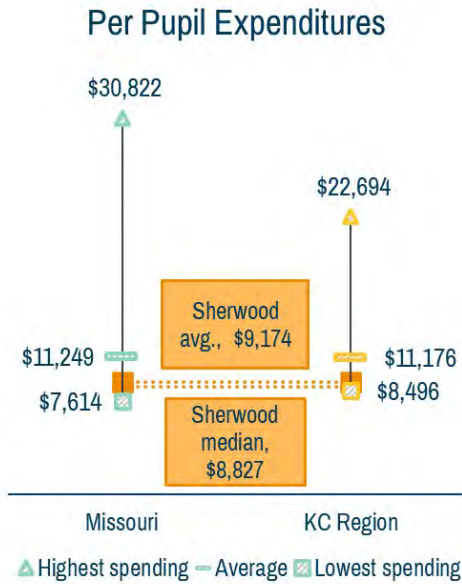 Per Pupil Expenditures
$30,822
$22,694
Sherwood
avg., $9,174
$11,249
$11,176
$7,614
$8,496
Sherwood
median,
$8,827
Missouri
KC Region
Highest spending
Average
Lowest spending